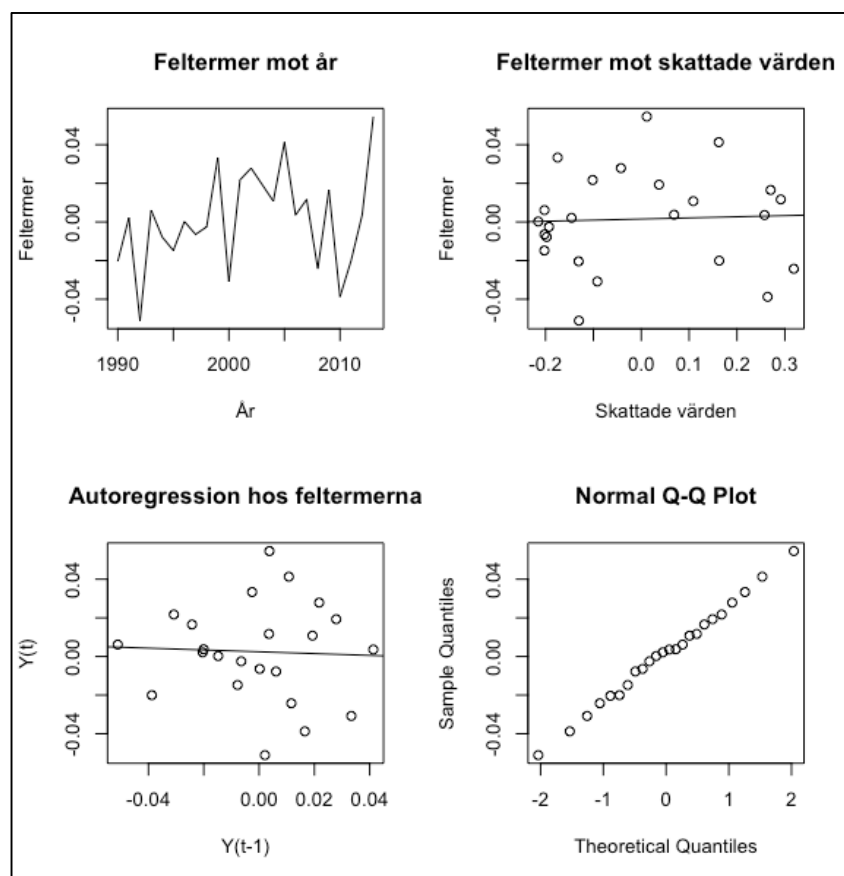 Feltermer mot år
Feltermer
0.04
0.00
-0.04
1990
2000
2010
År
Feltermer mot skattade värden
Feltermer
0.04
0.00
-0.04
-0.2
0.0
0.1
0.2
0.3
Skattade värden
Autoregression hos feltermerna
Y(t)
0.04
0.00
-0.04
-0.04
0.00
0.02
0.04
Y(t-1)
Normal Q-Q Plot
Sample Quantiles
0.04
0.00
-0.04
-2
-1
0
1
2
Theoretical Quantiles